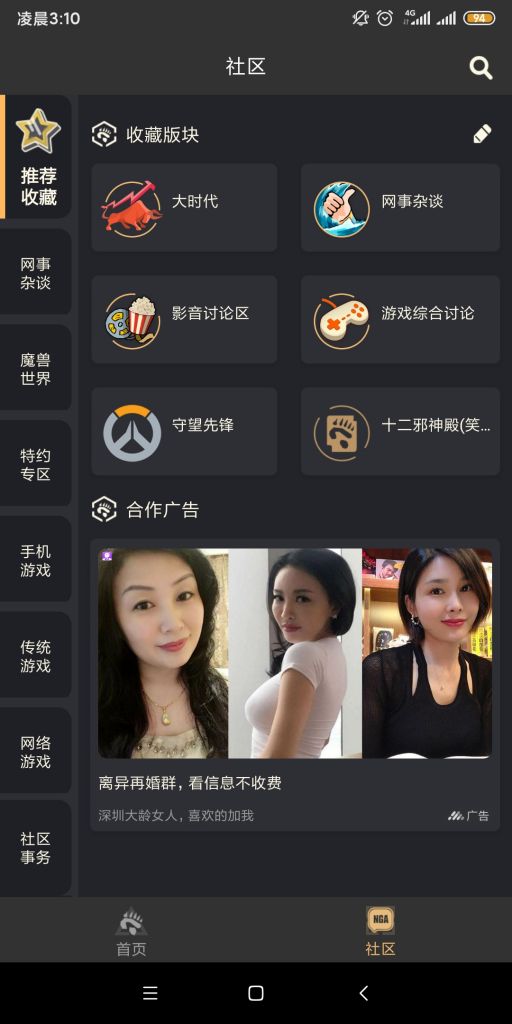 凌晨3:10
4G
94
社区
推荐
收藏
网事
杂谈
魔兽
世界
特约
专区
手机
游戏
传统
游戏
网络
游戏
社区
事务
收藏版块
大时代
网事杂谈
影音讨论区
游戏综合讨论
守望先锋
十二邪神殿(笑...
合作广告
离异再婚群，看信息不收费
深圳大龄女人，喜欢的加我
广告
首页
NGA
社区